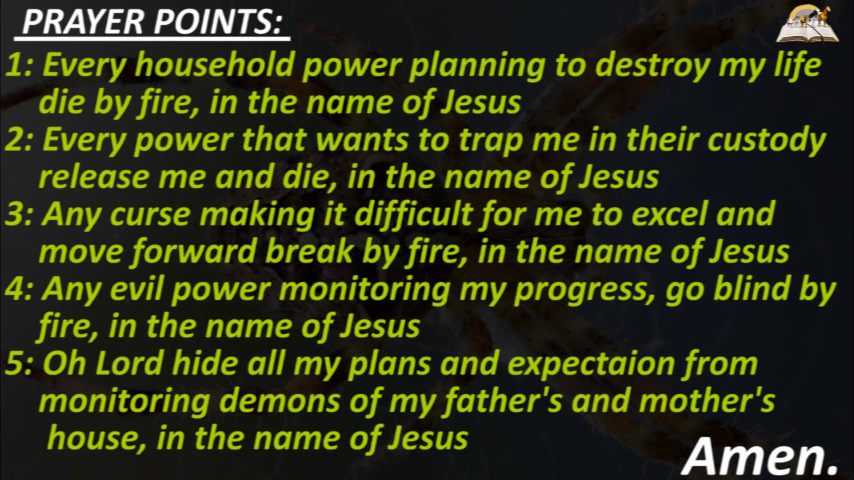 PRAYER POINTS:
1: Every household power planning to destroy my life
die by fire, in the name of Jesus
2: Every power that wants to trap me in their custody
release me and die, in the name of Jesus
3: Any curse making it difficult for me to excel and
move forward break by fire, in the name of Jesus
4: Any evil power monitoring my progress, go blind by
fire, in the name of Jesus
5: Oh Lord hide all my plans and expectaion from
monitoring demons of my father's and mother's
house, in the name of Jesus
Amen.